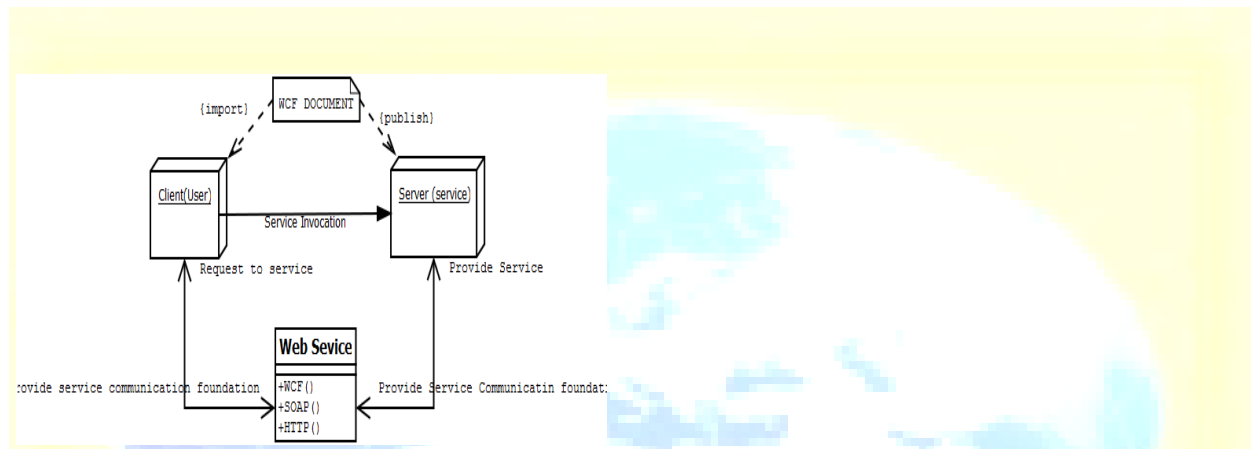 WCF DOCUMENT
{import}
{publish}
Client(User)
Server (service)
Service Invocation
Request to service
Provide Service
Web Sevice
rovide service communication foundation
+WCF()
Provide Service Communicatin foundati
+SOAP()
+HTTP()